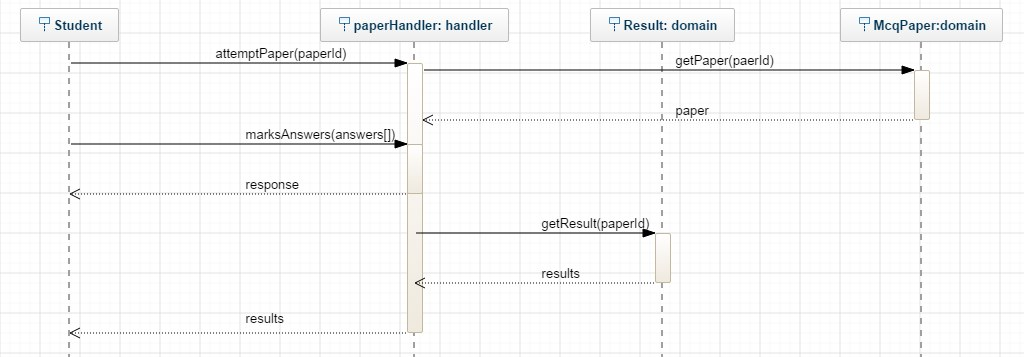 Student
paperHandler: handler
Result: domain
McqPaper:domain
attemptPaper(paperId)
getPaper(paerId)
paper
marksAnswers(answers[])
response
getResult(paperId)
results
results